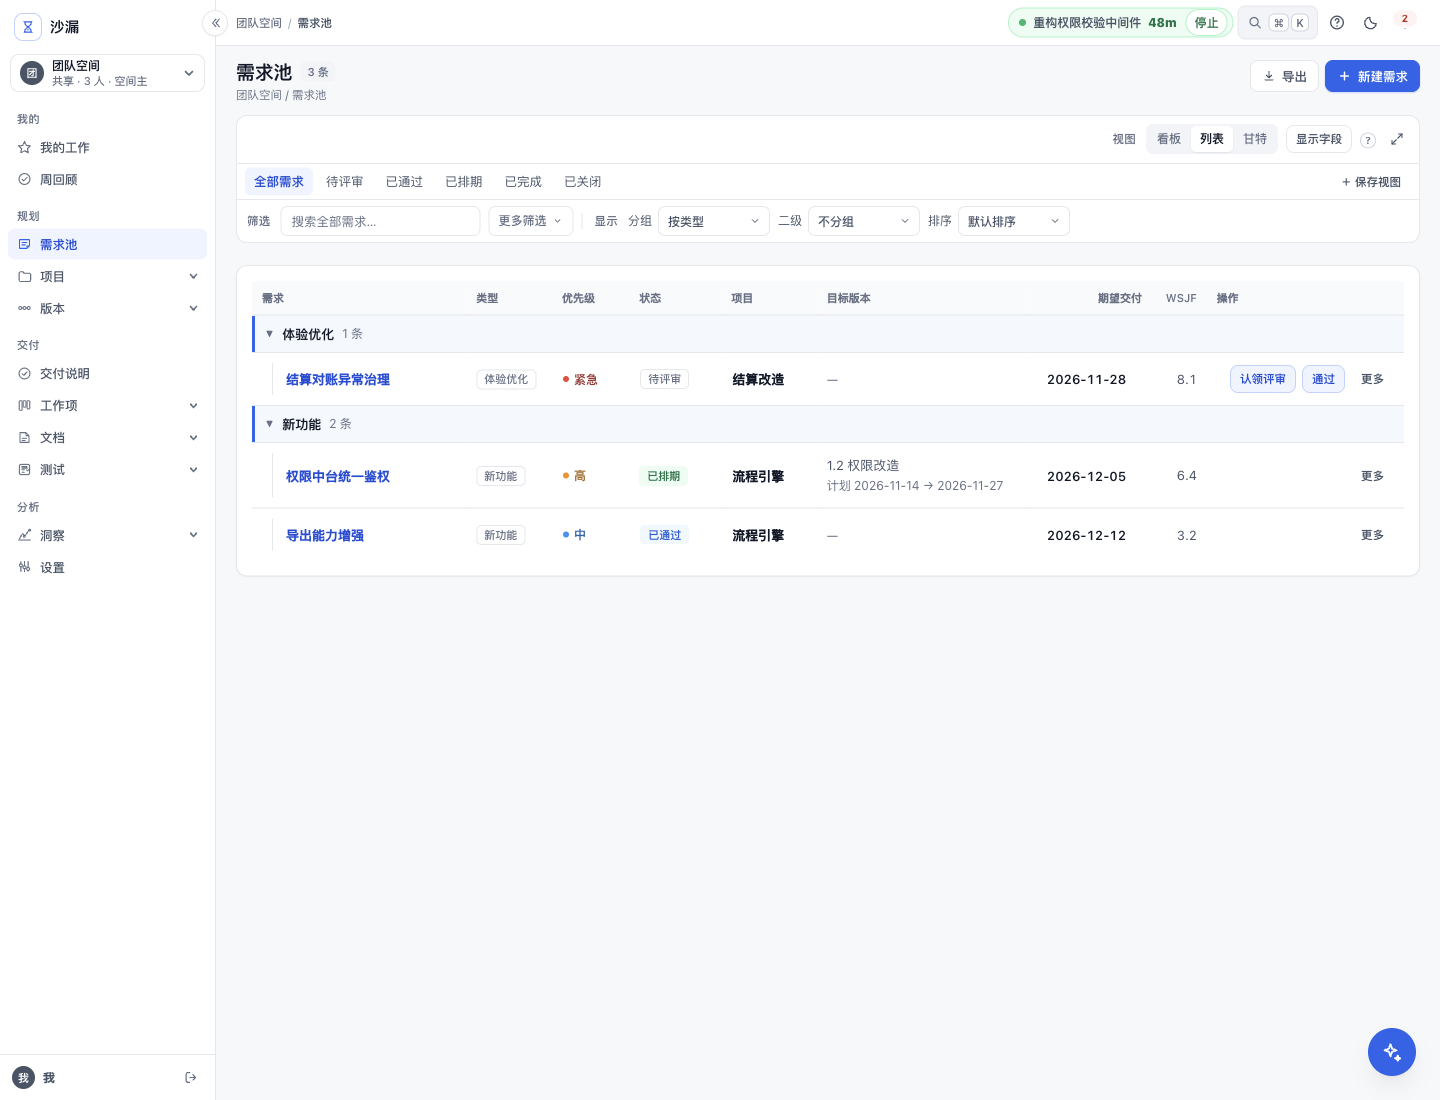 沙漏
团
团队空间
共享 · 3 人 · 空间主
我的
我的工作
周回顾
规划
需求池
项目
版本
交付
交付说明
工作项
文档
测试
分析
洞察
设置
我 我
团队空间 / 需求池
重构权限校验中间件 48m 停止
⌘ K
2
需求池 3 条
团队空间 / 需求池
导出
+ 新建需求
视图 看板 列表 甘特 显示字段 ?
全部需求 待评审 已通过 已排期 已完成 已关闭 + 保存视图
筛选 搜索全部需求... 更多筛选 显示 分组 按类型 二级 不分组 排序 默认排序
需求 类型 优先级 状态 项目 目标版本 期望交付 WSJF 操作
▼ 体验优化 1 条
结算对账异常治理 体验优化 紧急 待评审 结算改造 — 2026-11-28 8.1 认领评审 通过 更多
▼ 新功能 2 条
权限中台统一鉴权 新功能 高 已排期 流程引擎 1.2 权限改造 2026-12-05 6.4 更多
计划 2026-11-14 → 2026-11-27
导出能力增强 新功能 中 已通过 流程引擎 — 2026-12-12 3.2 更多